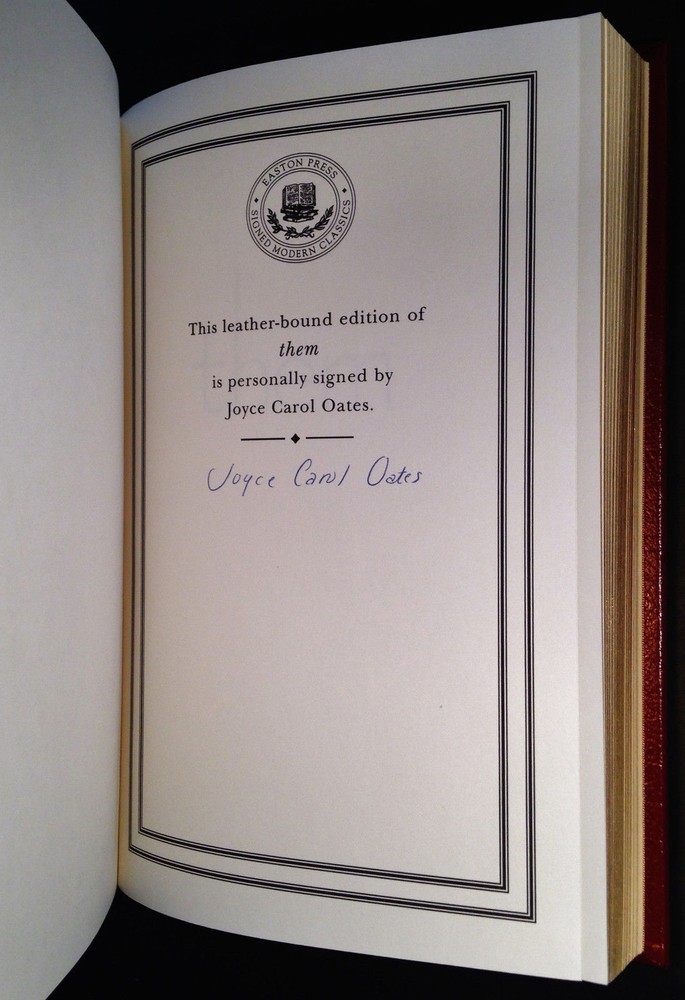 EASTON PRESS
SIGNED MODERN CLASSICS
This leather-bound edition of
them
is personally signed by
Joyce Carol Oates.
Joyce Carol Oates